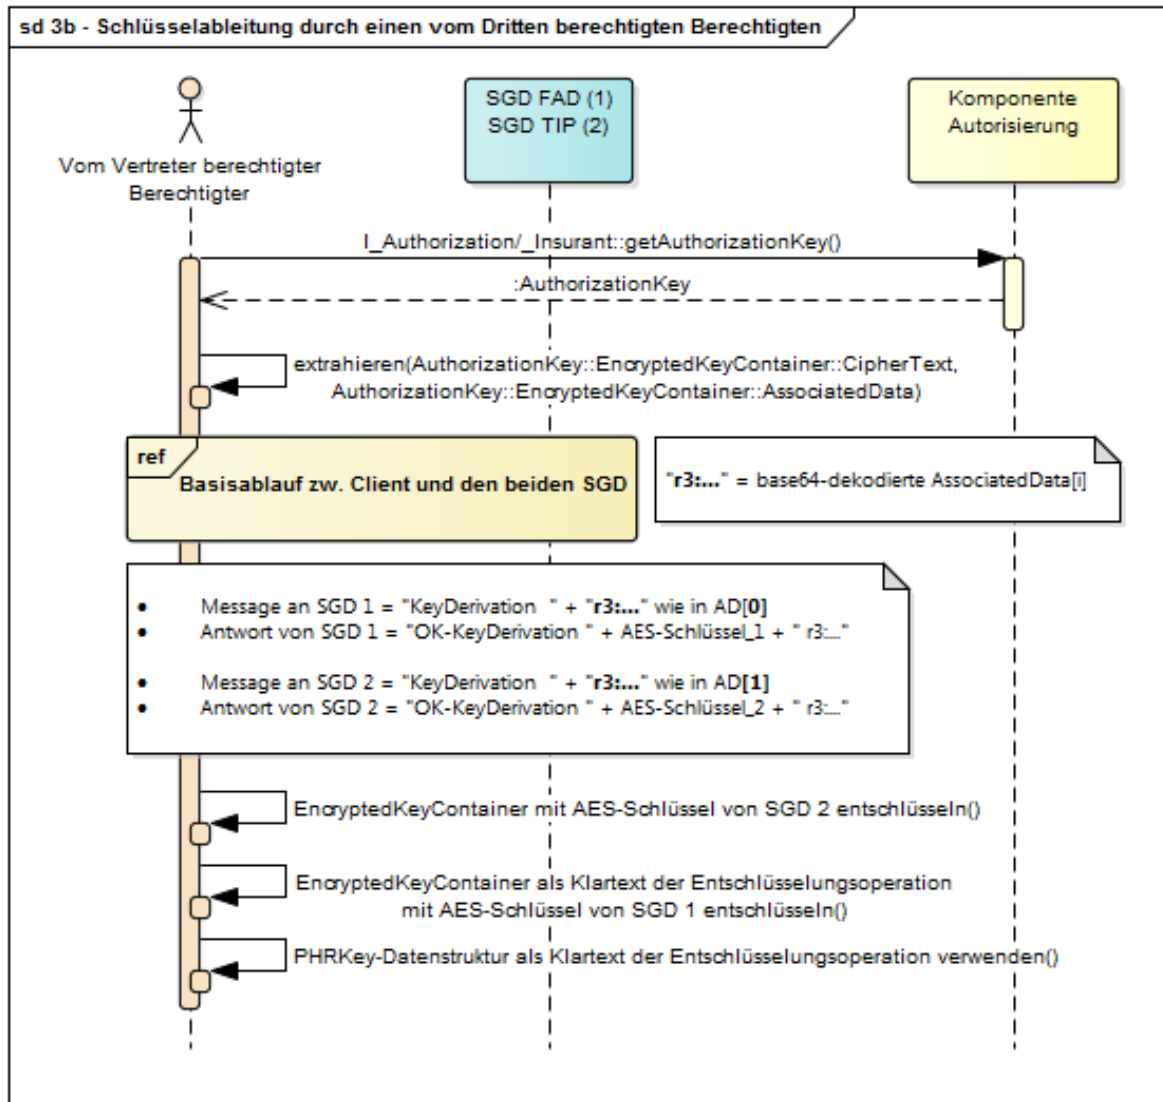 sd 3b - Schlüsselableitung durch einen vom Dritten berechtigten Berechtigten
SGD FAD (1)
SGD TIP (2)
Komponente
Autorisierung
Vom Vertreter berechtigter
Berechtigter
I_Authorization/_Insurant::getAuthorizationKey()
:AuthorizationKey
extrahieren(AuthorizationKey::EncryptedKeyContainer::CipherText,
AuthorizationKey::EncryptedKeyContainer::AssociatedData)
ref
Basisablauf zw. Client und den beiden SGD
"r3:..." = base64-dekodierte AssociatedData[i]
• Message an SGD 1 = "KeyDerivation " + "r3:..." wie in AD[0]
• Antwort von SGD 1 = "OK-KeyDerivation " + AES-Schlüssel_1 + " r3:..."
• Message an SGD 2 = "KeyDerivation " + "r3:..." wie in AD[1]
• Antwort von SGD 2 = "OK-KeyDerivation " + AES-Schlüssel_2 + " r3:..."
EncryptedKeyContainer mit AES-Schlüssel von SGD 2 entschlüsseln()
EncryptedKeyContainer als Klartext der Entschlüsselungsoperation
mit AES-Schlüssel von SGD 1 entschlüsseln()
PHRKey-Datenstruktur als Klartext der Entschlüsselungsoperation verwenden()